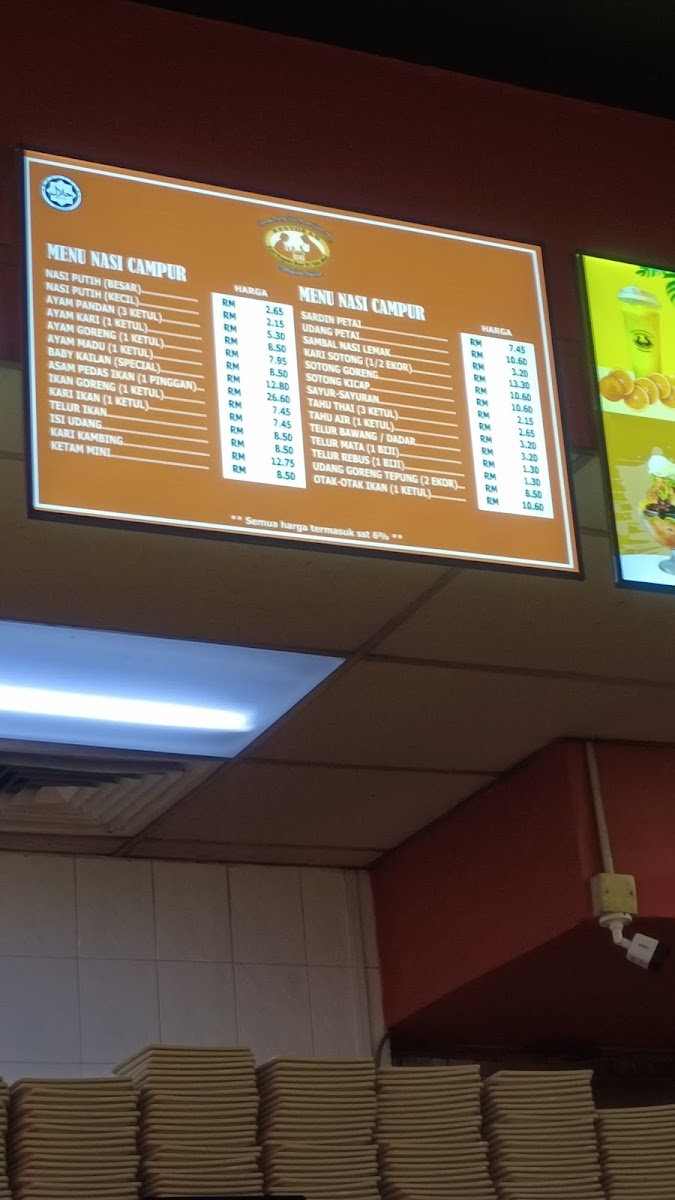 MENU NASI CAMPUR
HARGA
NASI PUTIH (BESAR) RM 2.65
NASI PUTIH (KECIL) RM 2.15
AYAM PANDAN (3 KETUL) RM 5.30
AYAM KARI (1 KETUL) RM 8.50
AYAM GORENG (1 KETUL) RM 7.95
AYAM MADU (1 KETUL) RM 8.50
BABY KAILAN (SPECIAL) RM 12.80
ASAM PEDAS IKAN (1 PINGGAN) RM 26.60
IKAN GORENG (1 KETUL) RM 7.45
KARI IKAN (1 KETUL) RM 7.45
TELUR IKAN RM 8.50
ISI UDANG RM 8.50
KARI KAMBING RM 12.75
KETAM MINI RM 8.50
MENU NASI CAMPUR
HARGA
SARDIN PETAI RM 7.45
UDANG PETAI RM 10.60
SAMBAL NASI LEMAK RM 3.20
KARI SOTONG (1/2 EKOR) RM 13.30
SOTONG GORENG RM 10.60
SOTONG KICAP RM 10.60
SAYUR-SAYURAN RM 2.15
TAHU THAI (3 KETUL) RM 2.65
TAHU AIR (1 KETUL) RM 3.20
TELUR BAWANG / DADAR RM 3.20
TELUR MATA (1 BIJI) RM 1.30
TELUR REBUS (1 BIJI) RM 1.30
UDANG GORENG TEPUNG (2 EKOR) RM 8.50
OTAK-OTAK IKAN (1 KETUL) RM 10.60
** Semua harga termasuk sst 6% **